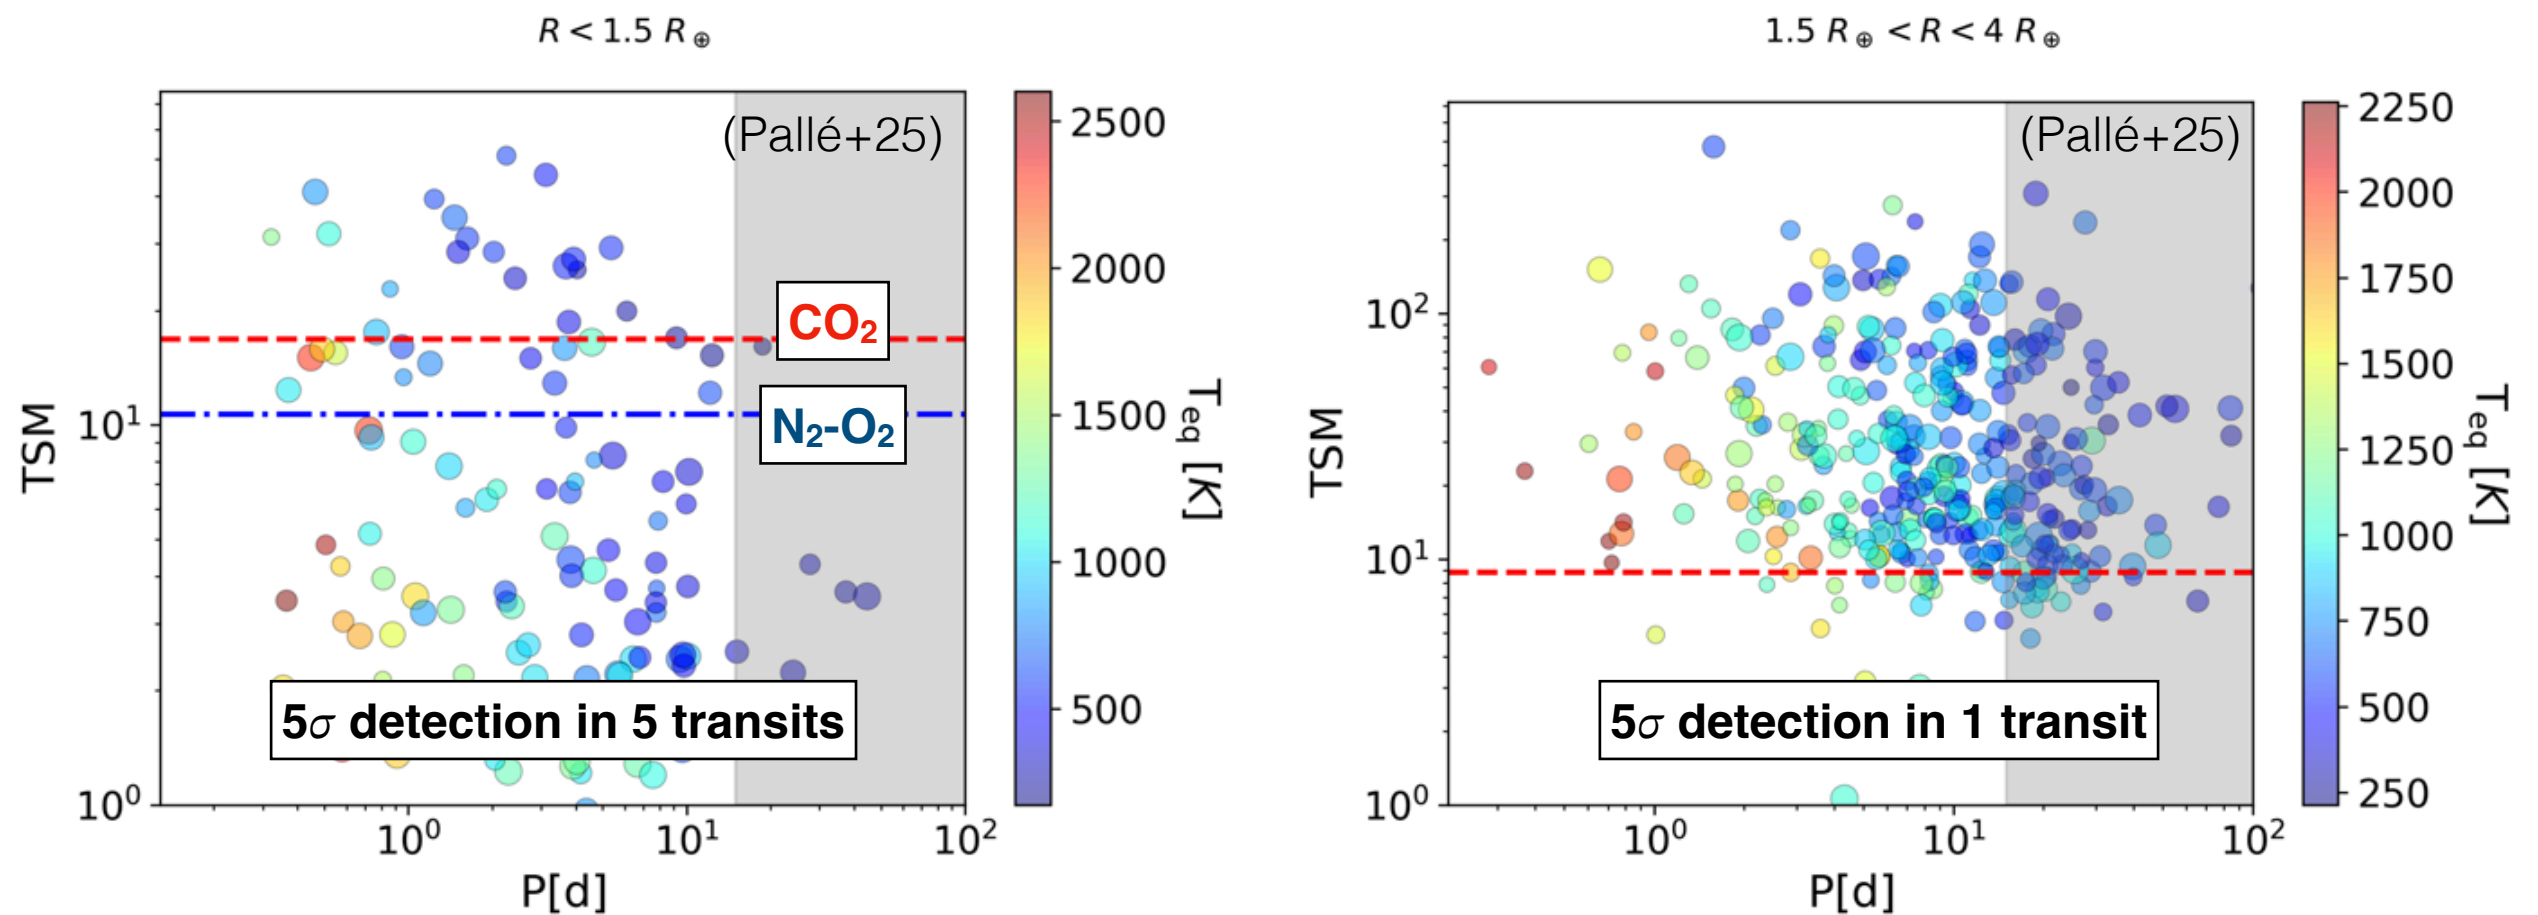 R < 1.5 R⊕
(Pallé+25)
CO₂
N₂-O₂
5σ detection in 5 transits
TSM
10¹
10⁰
10⁰
10¹
10²
P[d]
2500
2000
1500
1000
500
Teq [K]
1.5 R⊕ < R < 4 R⊕
(Pallé+25)
5σ detection in 1 transit
TSM
10²
10¹
10⁰
10⁰
10¹
10²
P[d]
2250
2000
1750
1500
1250
1000
750
500
250
Teq [K]